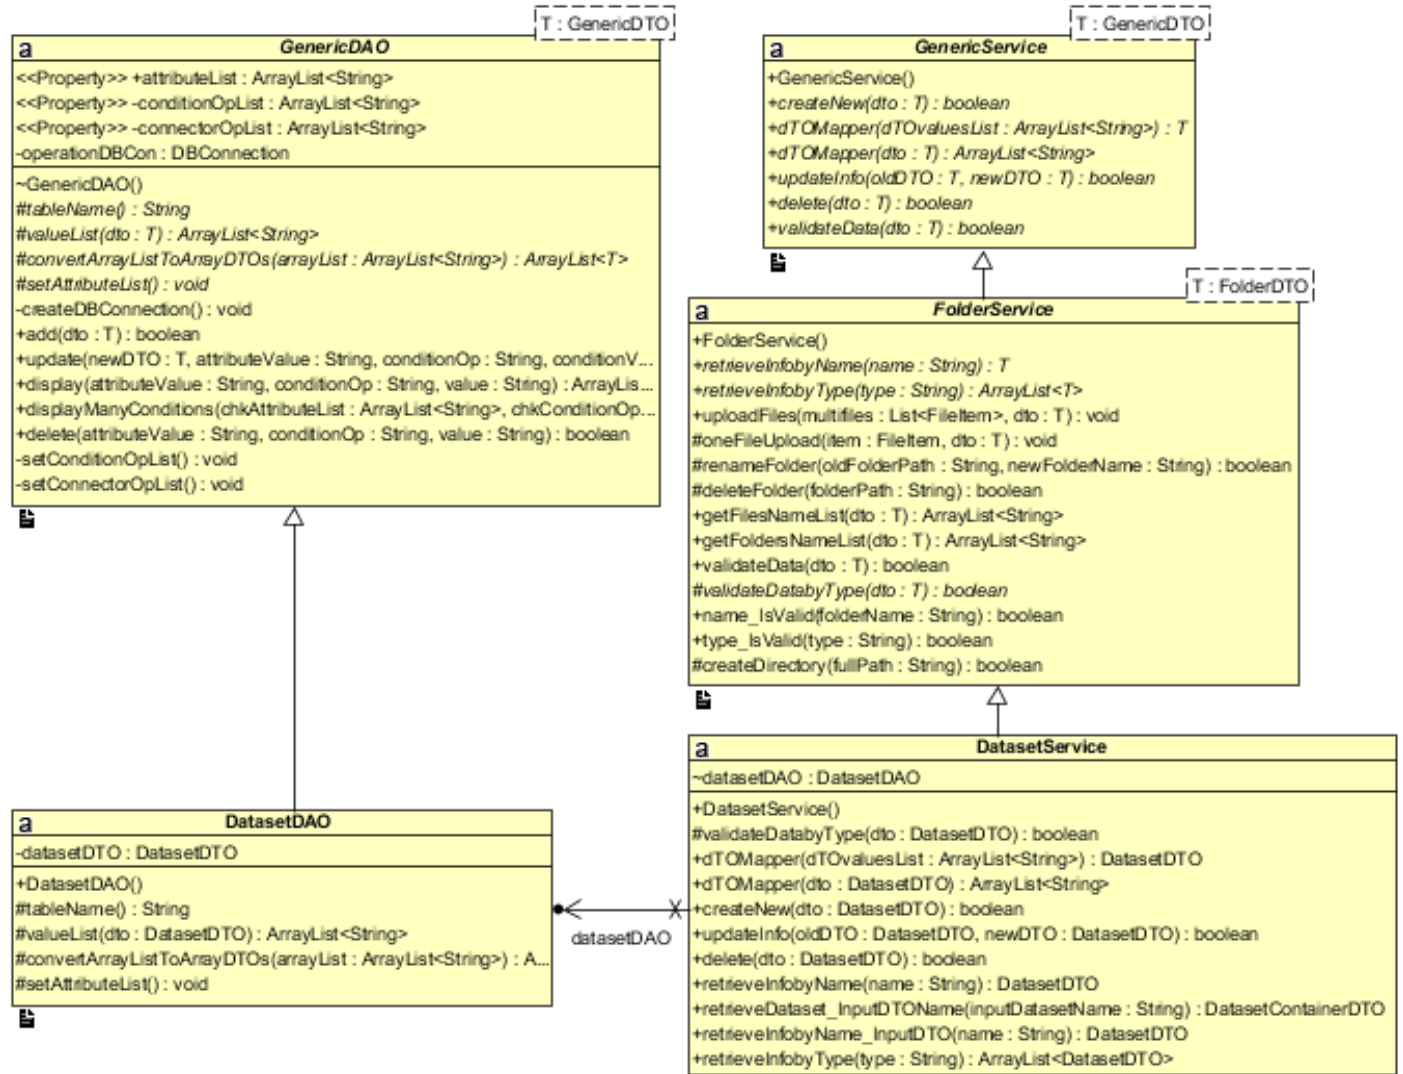 T : GenericDTO
a
GenericDAO
<<Property>> +attributeList : ArrayList<String>
<<Property>> -conditionOpList : ArrayList<String>
<<Property>> -connectorOpList : ArrayList<String>
-operationDBCon : DBConnection
~GenericDAO()
#tableName() : String
#valueList(dto : T) : ArrayList<String>
#convertArrayListToArrayDTOs(arrayList : ArrayList<String>) : ArrayList<T>
#setAttributeList() : void
-createDBConnection() : void
+add(dto : T) : boolean
+update(newDTO : T, attributeValue : String, conditionOp : String, conditionV...
+display(attributeValue : String, conditionOp : String, value : String) : ArrayLis...
+displayManyConditions(chkAttributeList : ArrayList<String>, chkConditionOp...
+delete(attributeValue : String, conditionOp : String, value : String) : boolean
-setConditionOpList() : void
-setConnectorOpList() : void
T : GenericDTO
a
GenericService
+GenericService()
+createNew(dto : T) : boolean
+dTOMapper(dTOvaluesList : ArrayList<String>) : T
+dTOMapper(dto : T) : ArrayList<String>
+updateInfo(oldDTO : T, newDTO : T) : boolean
+delete(dto : T) : boolean
+validateData(dto : T) : boolean
T : FolderDTO
a
FolderService
+FolderService()
+retrieveInfobyName(name : String) : T
+retrieveInfobyType(type : String) : ArrayList<T>
+uploadFiles(multifiles : List<FileItem>, dto : T) : void
#oneFileUpload(item : FileItem, dto : T) : void
#renameFolder(oldFolderPath : String, newFolderName : String) : boolean
#deleteFolder(folderPath : String) : boolean
+getFilesNameList(dto : T) : ArrayList<String>
+getFoldersNameList(dto : T) : ArrayList<String>
+validateData(dto : T) : boolean
#validateDatabyType(dto : T) : boolean
+name_IsValid(folderName : String) : boolean
+type_IsValid(type : String) : boolean
#createDirectory(fullPath : String) : boolean
a
DatasetDAO
-datasetDTO : DatasetDTO
+DatasetDAO()
#tableName() : String
#valueList(dto : DatasetDTO) : ArrayList<String>
#convertArrayListToArrayDTOs(arrayList : ArrayList<String>) : A...
#setAttributeList() : void
datasetDAO
a
DatasetService
~datasetDAO : DatasetDAO
+DatasetService()
#validateDatabyType(dto : DatasetDTO) : boolean
+dTOMapper(dTOvaluesList : ArrayList<String>) : DatasetDTO
+dTOMapper(dto : DatasetDTO) : ArrayList<String>
+createNew(dto : DatasetDTO) : boolean
+updateInfo(oldDTO : DatasetDTO, newDTO : DatasetDTO) : boolean
+delete(dto : DatasetDTO) : boolean
+retrieveInfobyName(name : String) : DatasetDTO
+retrieveDataset_InputDTOName(inputDatasetName : String) : DatasetContainerDTO
+retrieveInfobyName_InputDTO(name : String) : DatasetDTO
+retrieveInfobyType(type : String) : ArrayList<DatasetDTO>